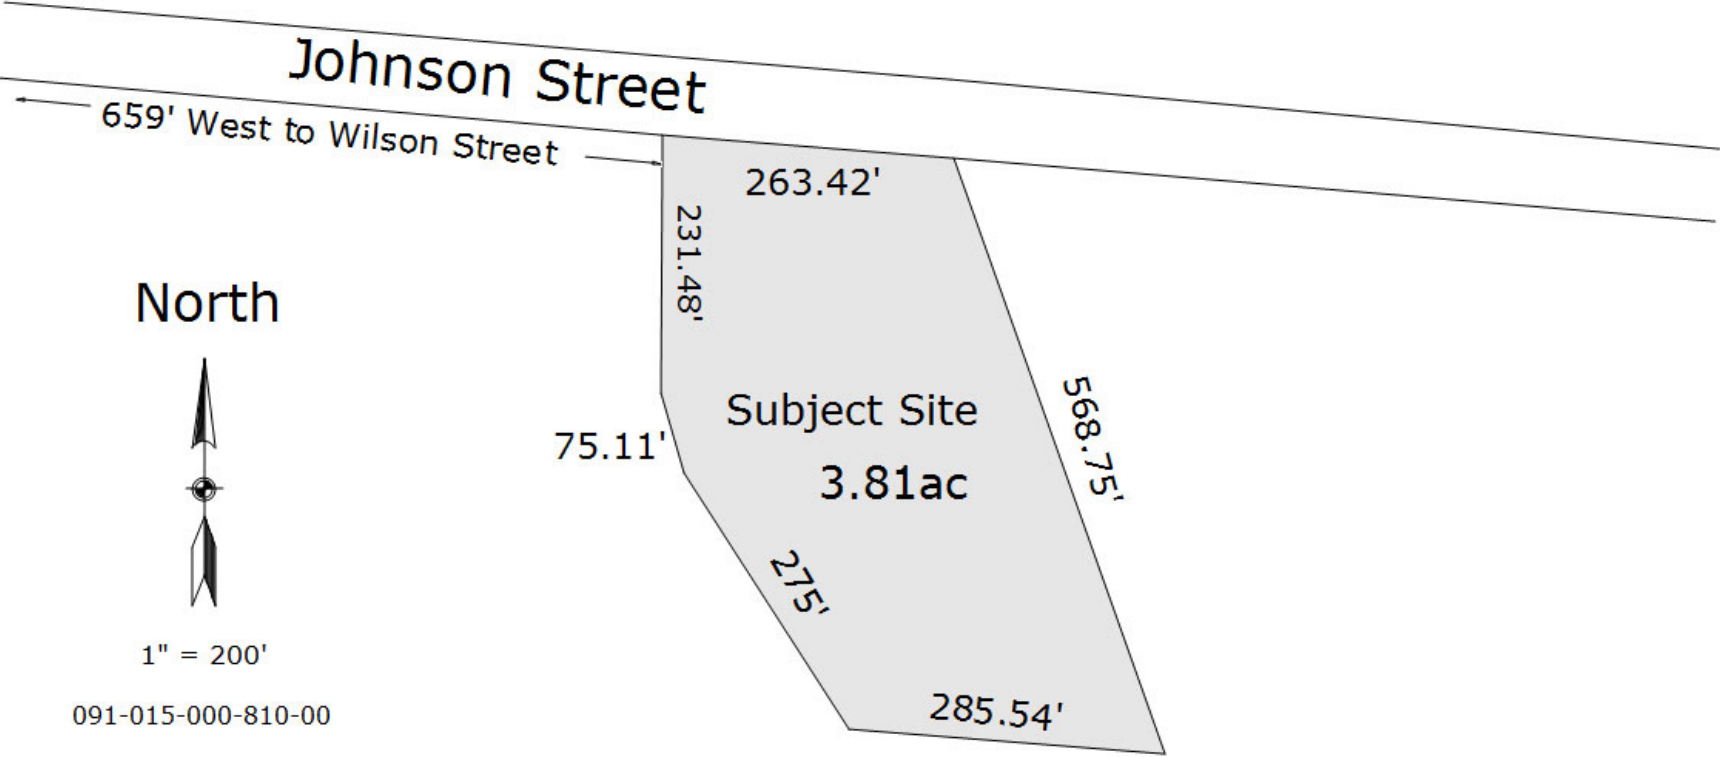 Johnson Street
659' West to Wilson Street
263.42'
231.48'
North
568.75'
Subject Site
75.11'
3.81ac
275'
1" = 200'
285.54'
091-015-000-810-00